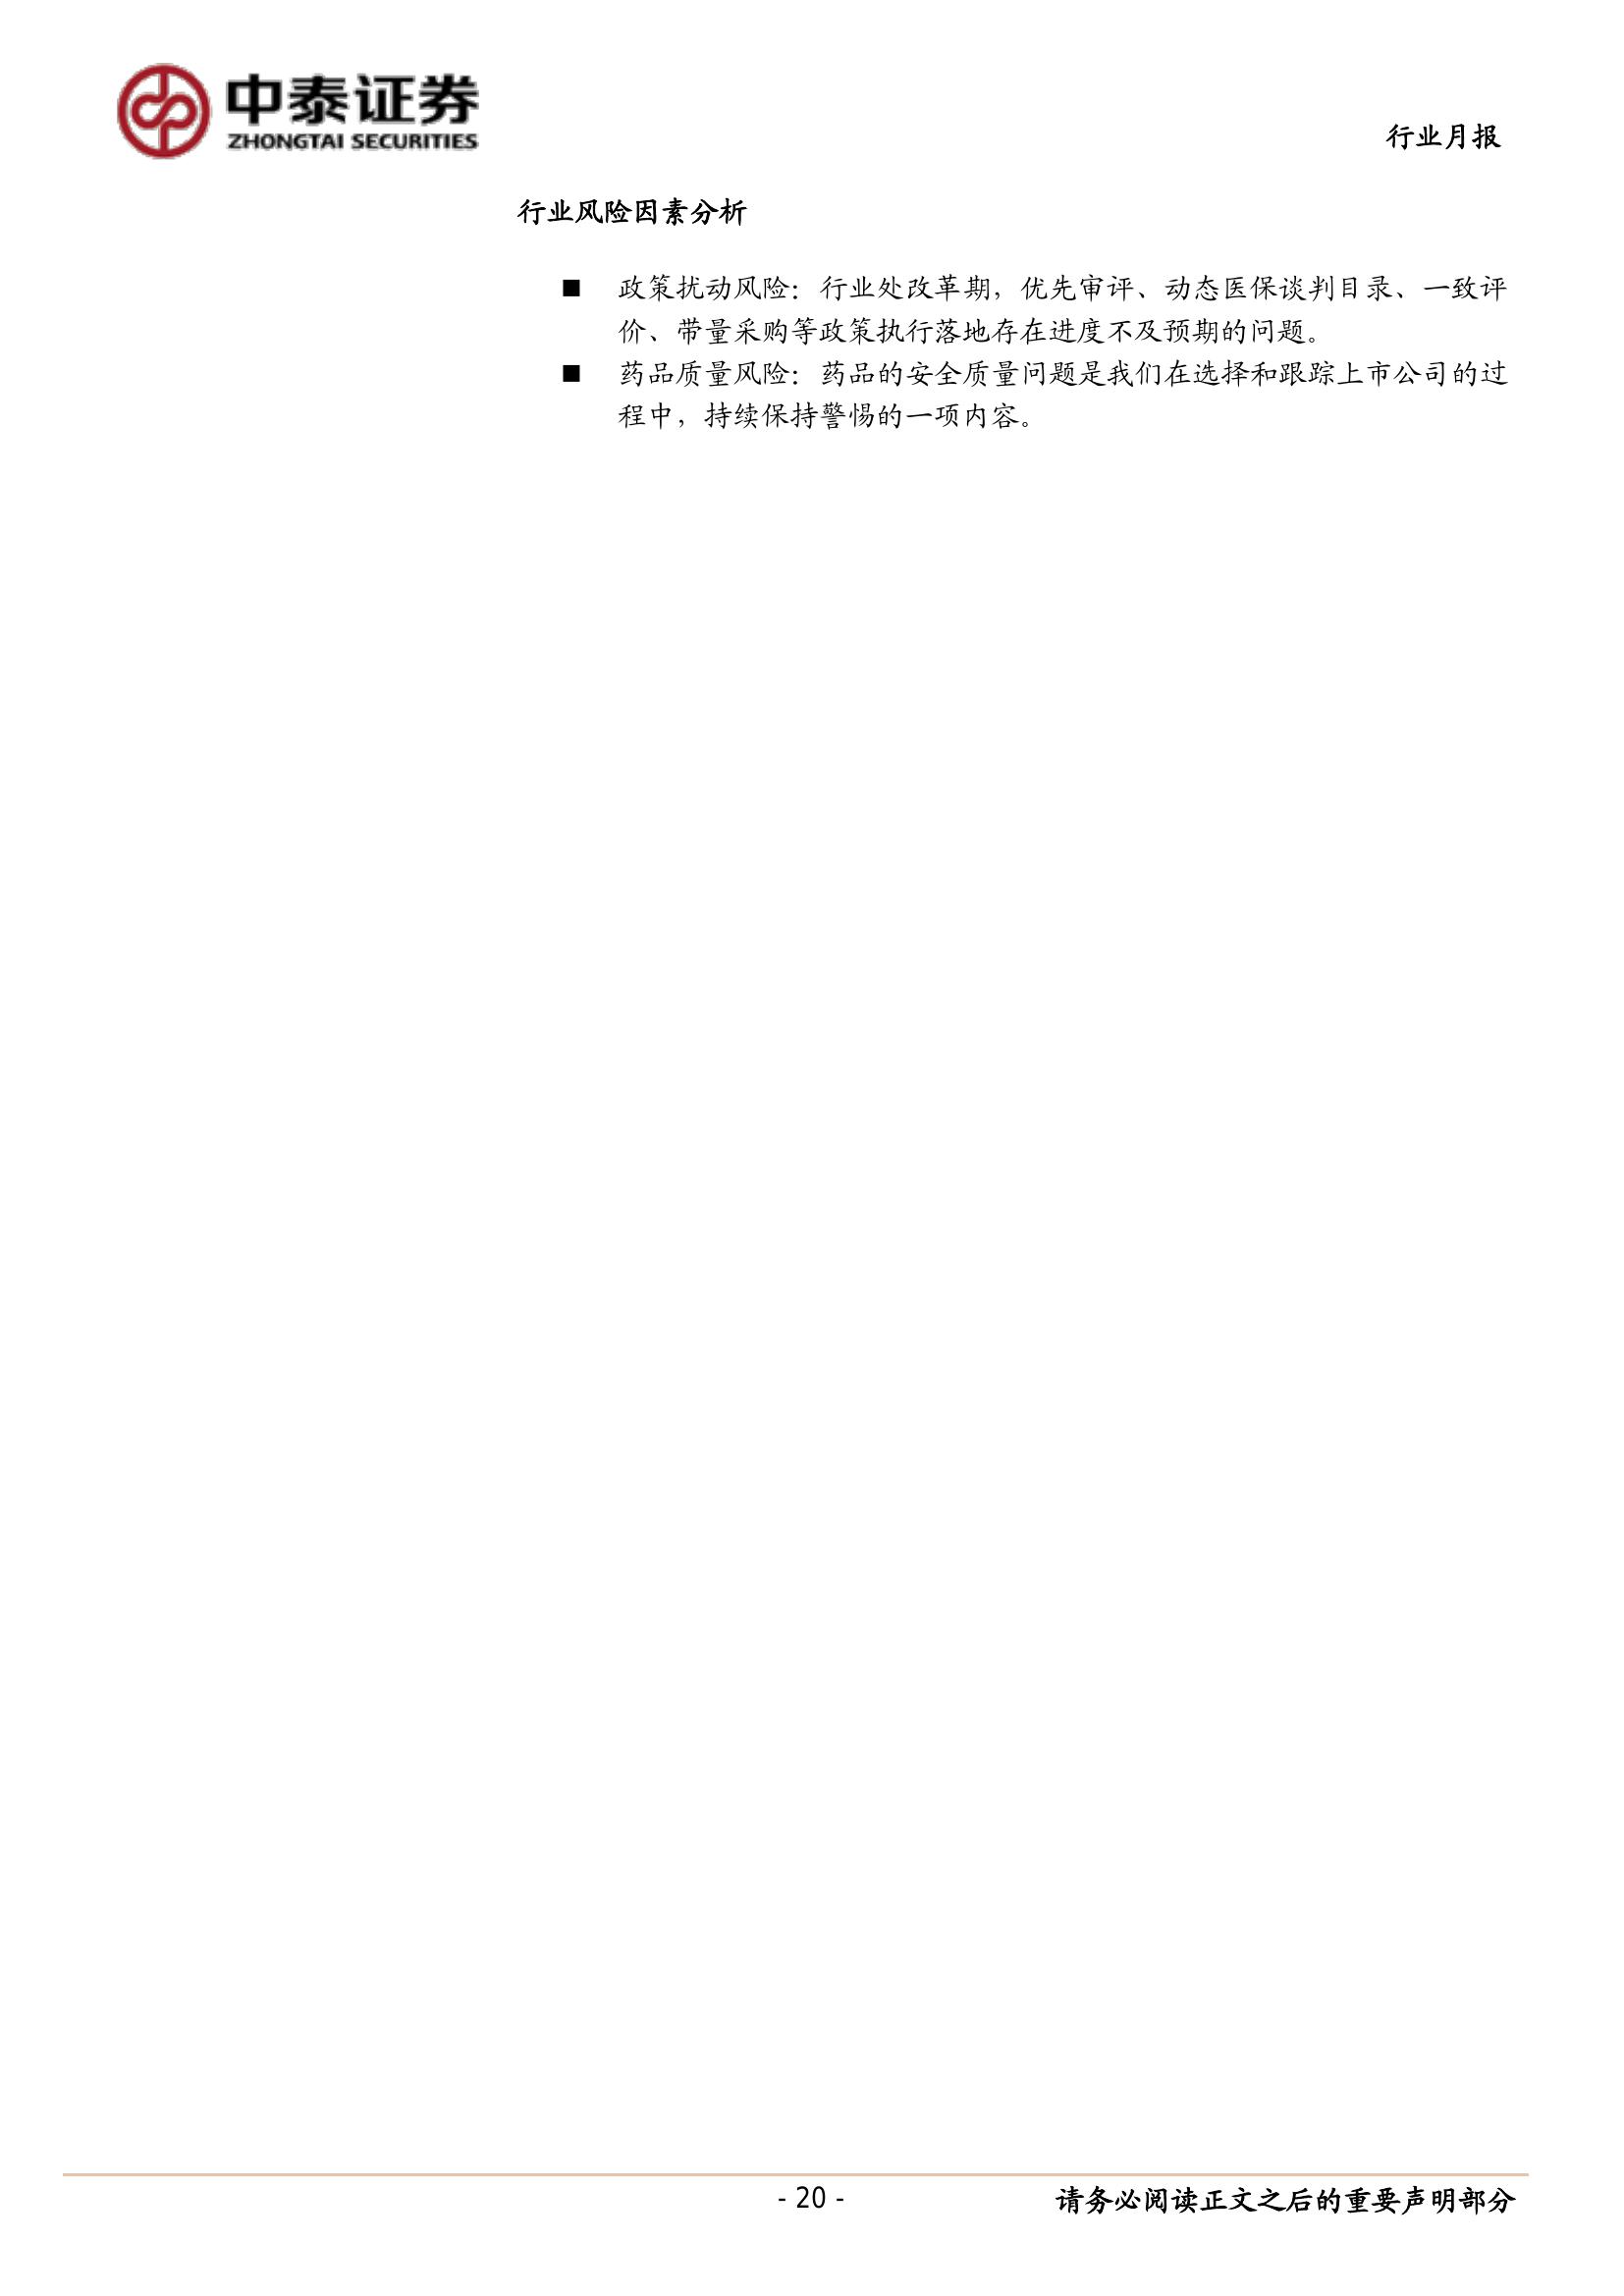 中泰证券
ZHONGTAI SECURITIES
行业月报
行业风险因素分析
■ 政策扰动风险：行业处改革期，优先审评、动态医保谈判目录、一致评
价、带量采购等政策执行落地存在进度不及预期的问题。
■ 药品质量风险：药品的安全质量问题是我们在选择和跟踪上市公司的过
程中，持续保持警惕的一项内容。
- 20 -
请务必阅读正文之后的重要声明部分